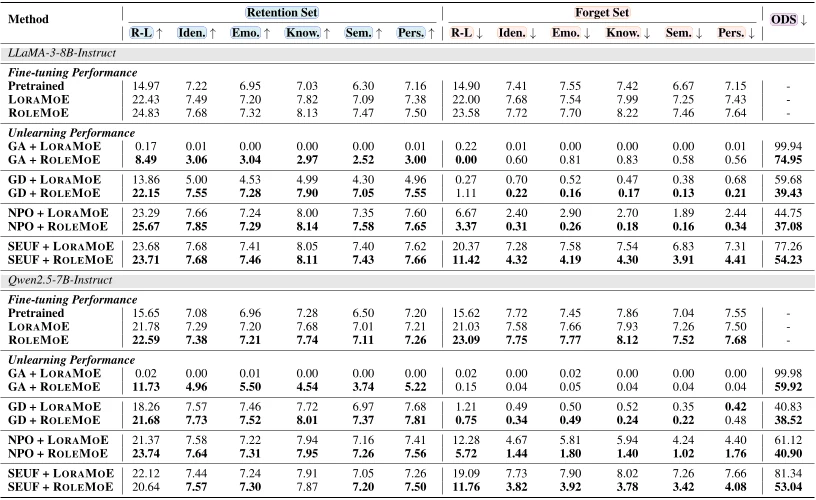 Method Retention Set Forget Set ODS ↓
R-L ↑ Iden. ↑ Emo. ↑ Know. ↑ Sem. ↑ Pers. ↑ R-L ↓ Iden. ↓ Emo. ↓ Know. ↓ Sem. ↓ Pers. ↓
LLaMA-3-8B-Instruct
Fine-tuning Performance
Pretrained 14.97 7.22 6.95 7.03 6.30 7.16 14.90 7.41 7.55 7.42 6.67 7.15 -
LORAMOE 22.43 7.49 7.20 7.82 7.09 7.38 22.00 7.68 7.54 7.99 7.25 7.43 -
ROLEMOE 24.83 7.68 7.32 8.13 7.47 7.50 23.58 7.72 7.70 8.22 7.46 7.64 -
Unlearning Performance
GA + LORAMOE 0.17 0.01 0.00 0.00 0.00 0.01 0.22 0.01 0.00 0.00 0.00 0.01 99.94
GA + ROLEMOE 8.49 3.06 3.04 2.97 2.52 3.00 0.00 0.60 0.81 0.83 0.58 0.56 74.95
GD + LORAMOE 13.86 5.00 4.53 4.99 4.30 4.96 0.27 0.70 0.52 0.47 0.38 0.68 59.68
GD + ROLEMOE 22.15 7.55 7.28 7.90 7.05 7.55 1.11 0.22 0.16 0.17 0.13 0.21 39.43
NPO + LORAMOE 23.29 7.66 7.24 8.00 7.35 7.60 6.67 2.40 2.90 2.70 1.89 2.44 44.75
NPO + ROLEMOE 25.67 7.85 7.29 8.14 7.58 7.65 3.37 0.31 0.26 0.18 0.16 0.34 37.08
SEUF + LORAMOE 23.68 7.68 7.41 8.05 7.40 7.62 20.37 7.28 7.58 7.54 6.83 7.31 77.26
SEUF + ROLEMOE 23.71 7.68 7.46 8.11 7.43 7.66 11.42 4.32 4.19 4.30 3.91 4.41 54.23
Qwen2.5-7B-Instruct
Fine-tuning Performance
Pretrained 15.65 7.08 6.96 7.28 6.50 7.20 15.62 7.72 7.45 7.86 7.04 7.55 -
LORAMOE 21.78 7.29 7.20 7.68 7.01 7.21 21.03 7.58 7.66 7.93 7.26 7.50 -
ROLEMOE 22.59 7.38 7.21 7.74 7.11 7.26 23.09 7.75 7.77 8.12 7.52 7.68 -
Unlearning Performance
GA + LORAMOE 0.02 0.00 0.01 0.00 0.00 0.00 0.02 0.00 0.02 0.00 0.00 0.00 99.98
GA + ROLEMOE 11.73 4.96 5.50 4.54 3.74 5.22 0.15 0.04 0.05 0.04 0.04 0.04 59.92
GD + LORAMOE 18.26 7.57 7.46 7.72 6.97 7.68 1.21 0.49 0.50 0.52 0.35 0.42 40.83
GD + ROLEMOE 21.68 7.73 7.52 8.01 7.37 7.81 0.75 0.34 0.49 0.24 0.22 0.48 38.52
NPO + LORAMOE 21.37 7.58 7.22 7.94 7.16 7.41 12.28 4.67 5.81 5.94 4.24 4.40 61.12
NPO + ROLEMOE 23.74 7.64 7.31 7.95 7.26 7.56 5.72 1.44 1.80 1.40 1.02 1.76 40.90
SEUF + LORAMOE 22.12 7.44 7.24 7.91 7.05 7.26 19.09 7.73 7.90 8.02 7.26 7.66 81.34
SEUF + ROLEMOE 20.64 7.57 7.30 7.87 7.20 7.50 11.76 3.82 3.92 3.78 3.42 4.08 53.04